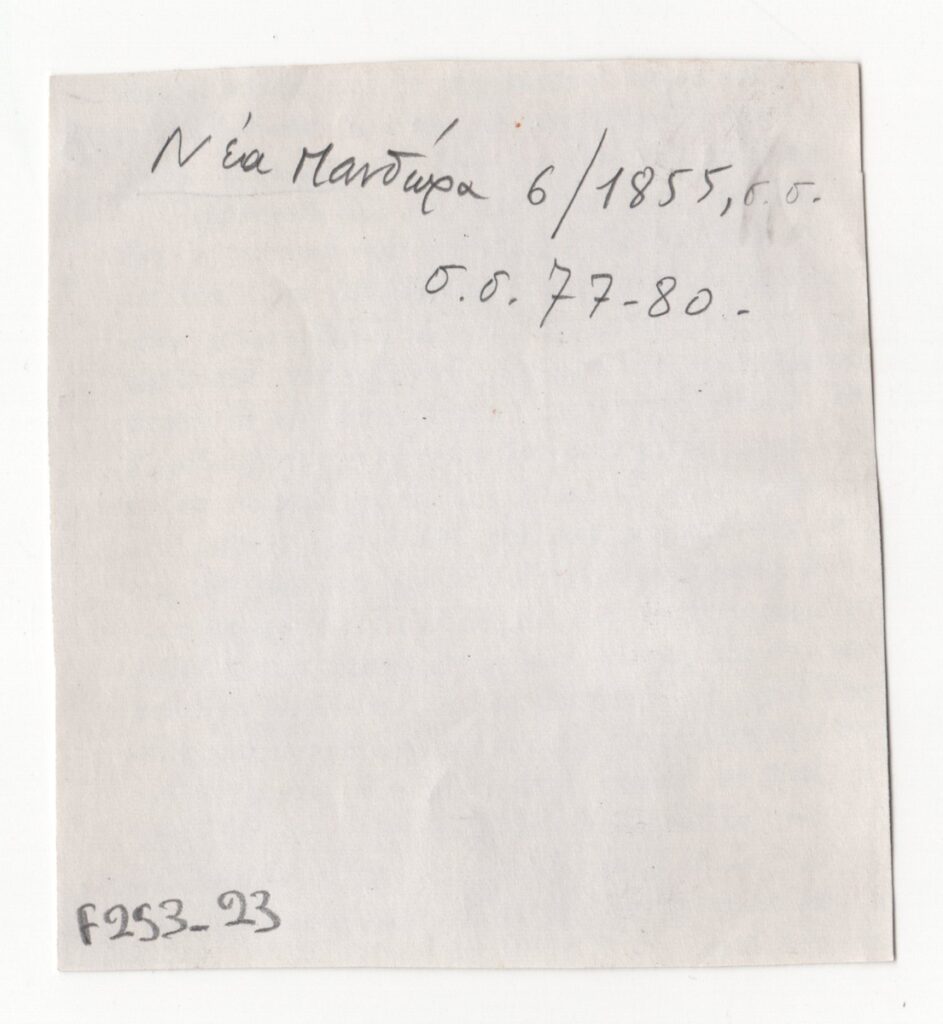 Νέα Πανδώρα 6/1855, σ.σ.
σ.σ. 77-80.-
F253_23